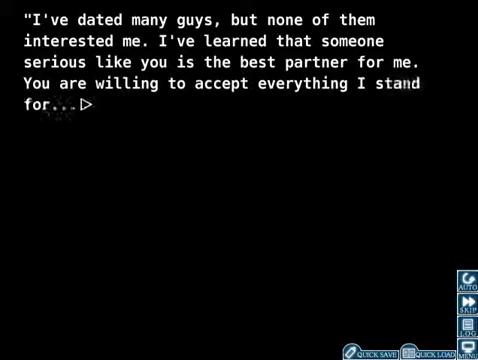 "I've dated many guys, but none of them
interested me. I've learned that someone
serious like you is the best partner for me.
You are willing to accept everything I stand
for...
AUTO
SKIP
LOG
QUICK SAVE
QUICK LOAD
MENU